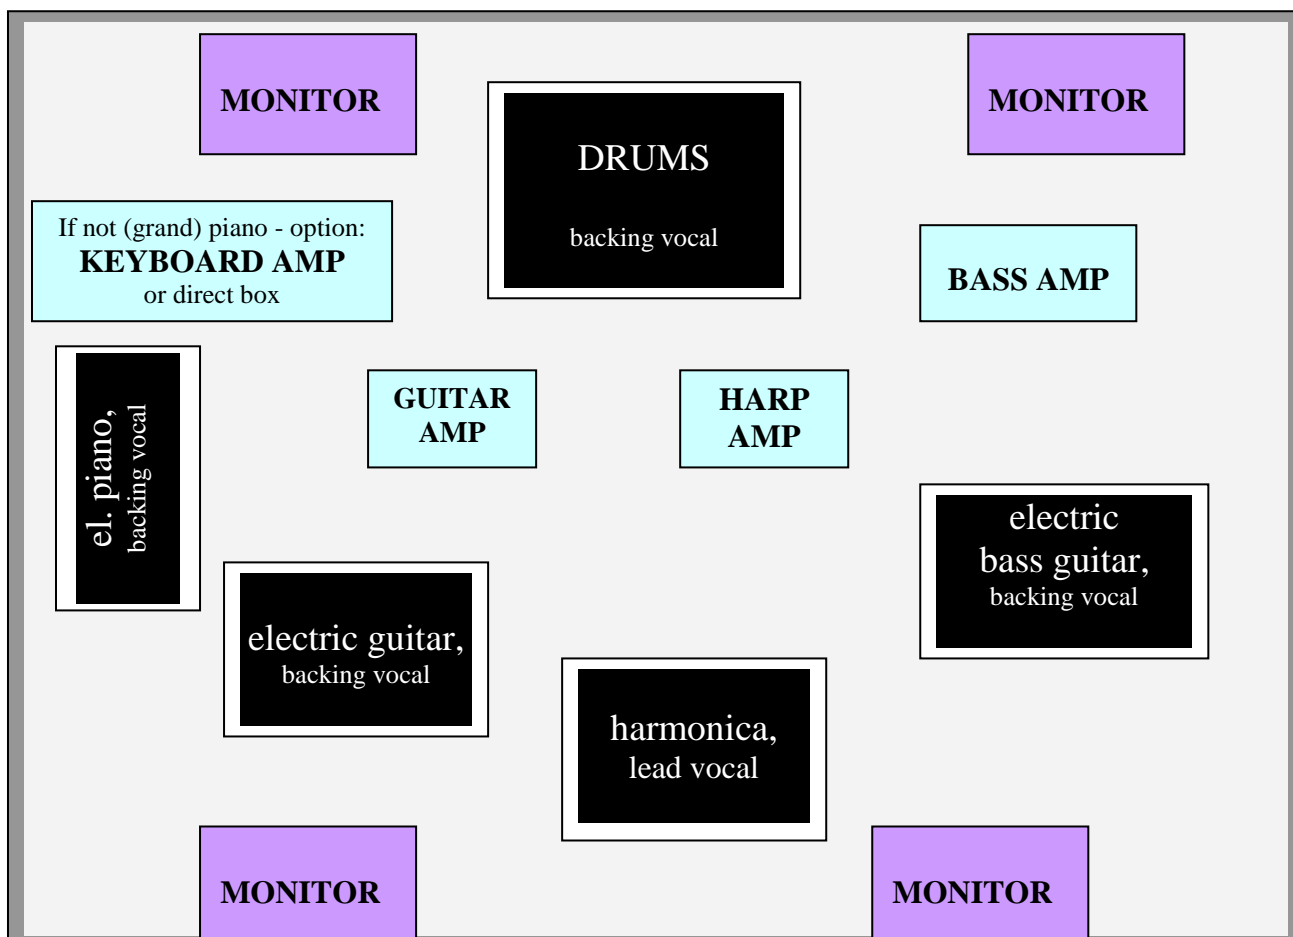 MONITOR
MONITOR
DRUMS
backing vocal
If not (grand) piano - option:
KEYBOARD AMP
or direct box
BASS AMP
el. piano,
backing vocal
GUITAR
AMP
HARP
AMP
electric
bass guitar,
backing vocal
electric guitar,
backing vocal
harmonica,
lead vocal
MONITOR
MONITOR